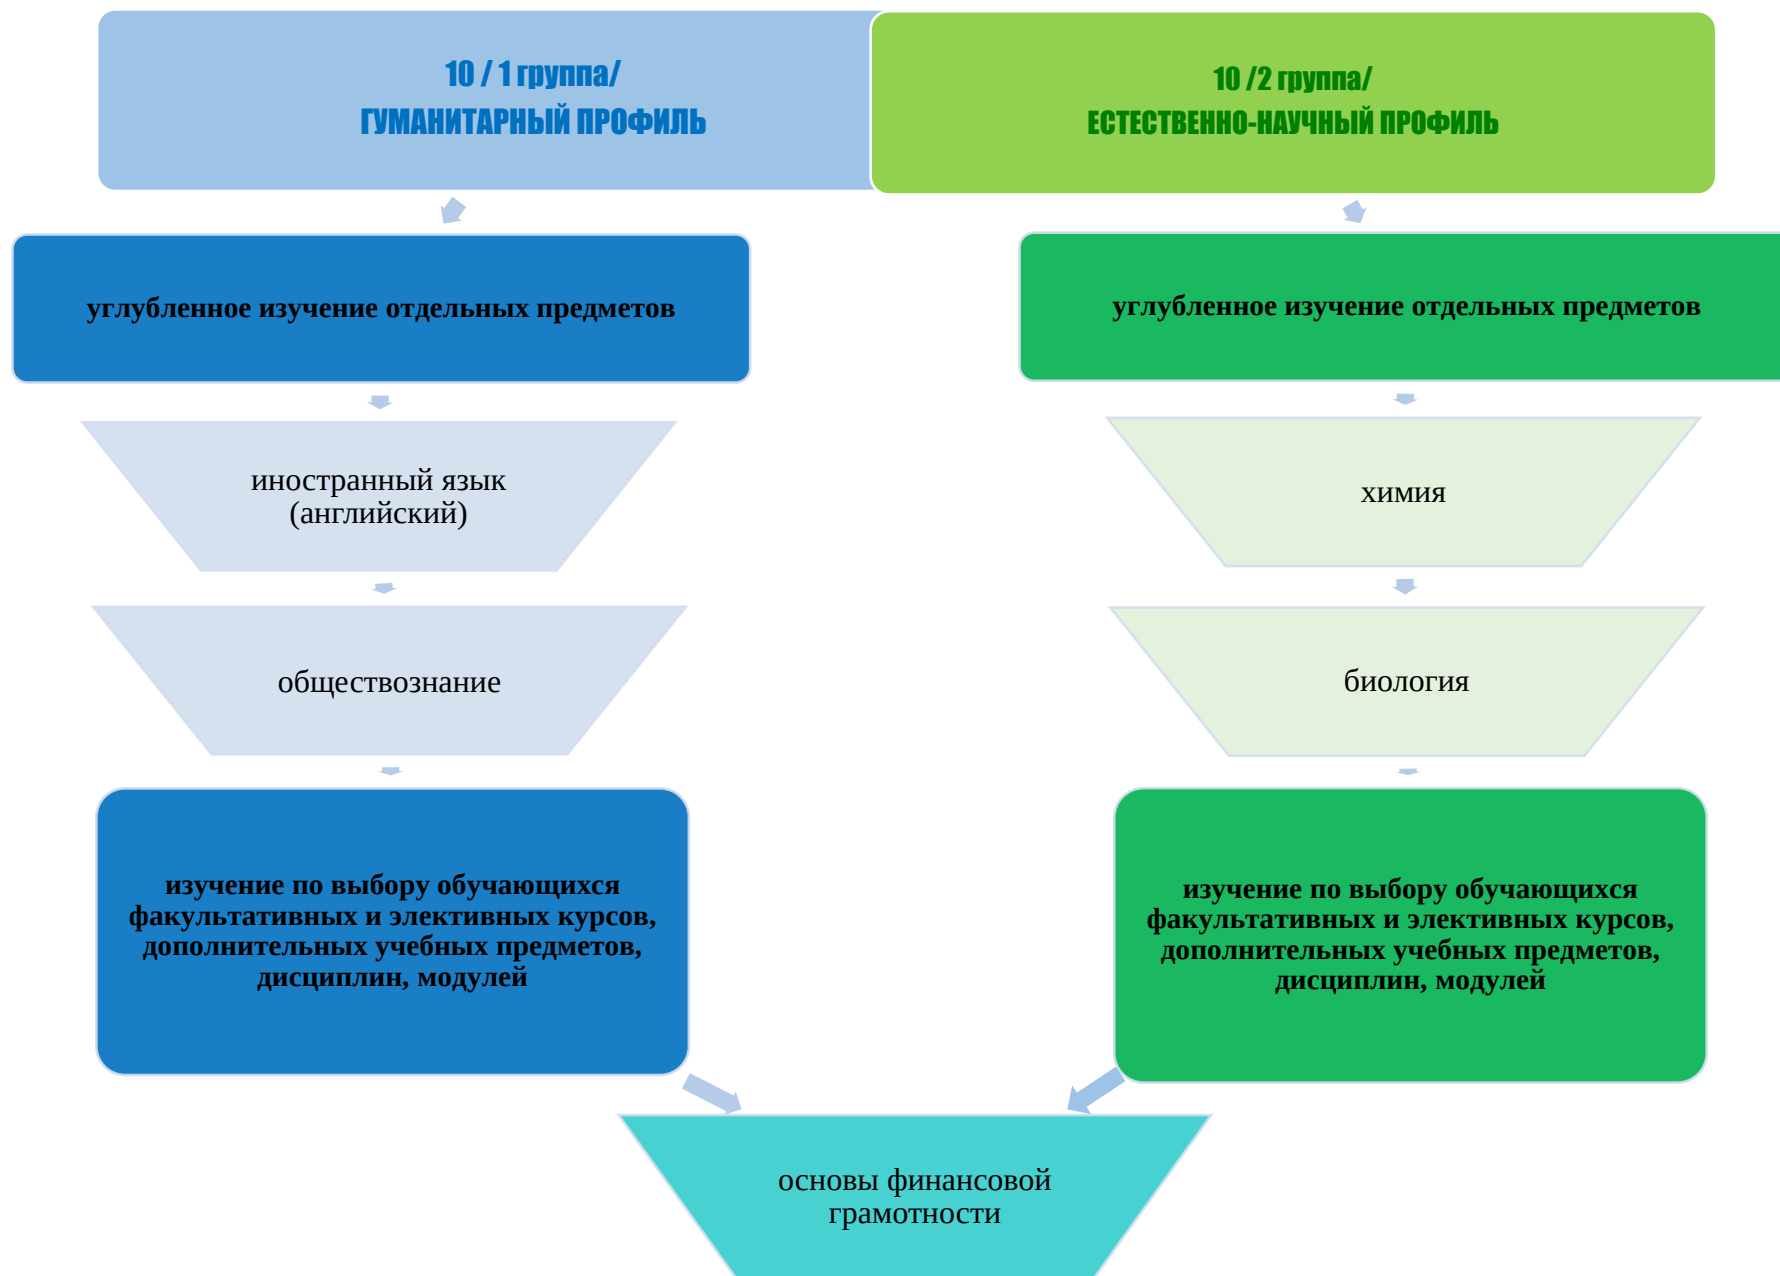 10 / 1 группа/
ГУМАНИТАРНЫЙ ПРОФИЛЬ
10 /2 группа/
ЕСТЕСТВЕННО-НАУЧНЫЙ ПРОФИЛЬ
углубленное изучение отдельных предметов
углубленное изучение отдельных предметов
иностранный язык
(английский)
химия
обществознание
биология
изучение по выбору обучающихся
факультативных и элективных курсов,
дополнительных учебных предметов,
дисциплин, модулей
изучение по выбору обучающихся
факультативных и элективных курсов,
дополнительных учебных предметов,
дисциплин, модулей
основы финансовой
грамотности